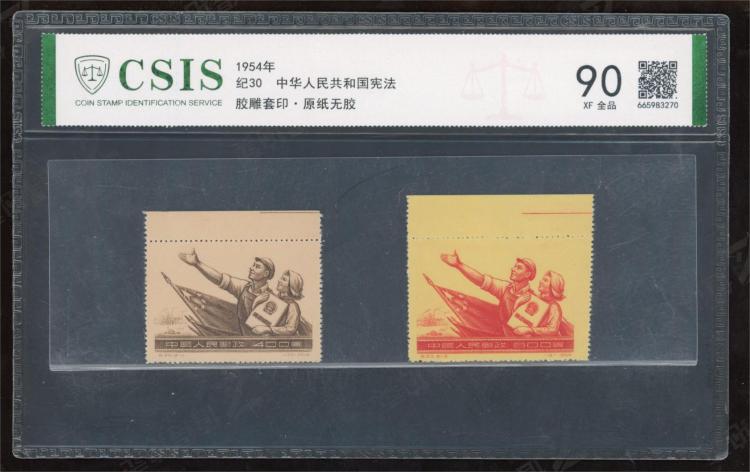 CSIS
COIN STAMP IDENTIFICATION SERVICE
1954年
纪30 中华人民共和国宪法
胶雕套印·原纸无胶
90
XF 全品
665983270
中国人民邮政 400圓
中国人民邮政 800圓